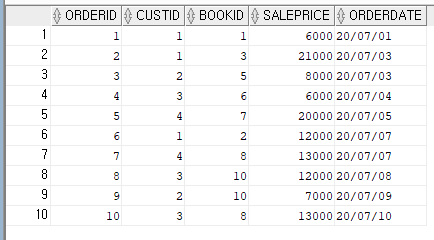 ORDERID CUSTID BOOKID SALEPRICE ORDERDATE
1 1 1 1 6000 20/07/01
2 2 1 3 21000 20/07/03
3 3 2 5 8000 20/07/03
4 4 3 6 6000 20/07/04
5 5 4 7 20000 20/07/05
6 6 1 2 12000 20/07/07
7 7 4 8 13000 20/07/07
8 8 3 10 12000 20/07/08
9 9 2 10 7000 20/07/09
10 10 3 8 13000 20/07/10